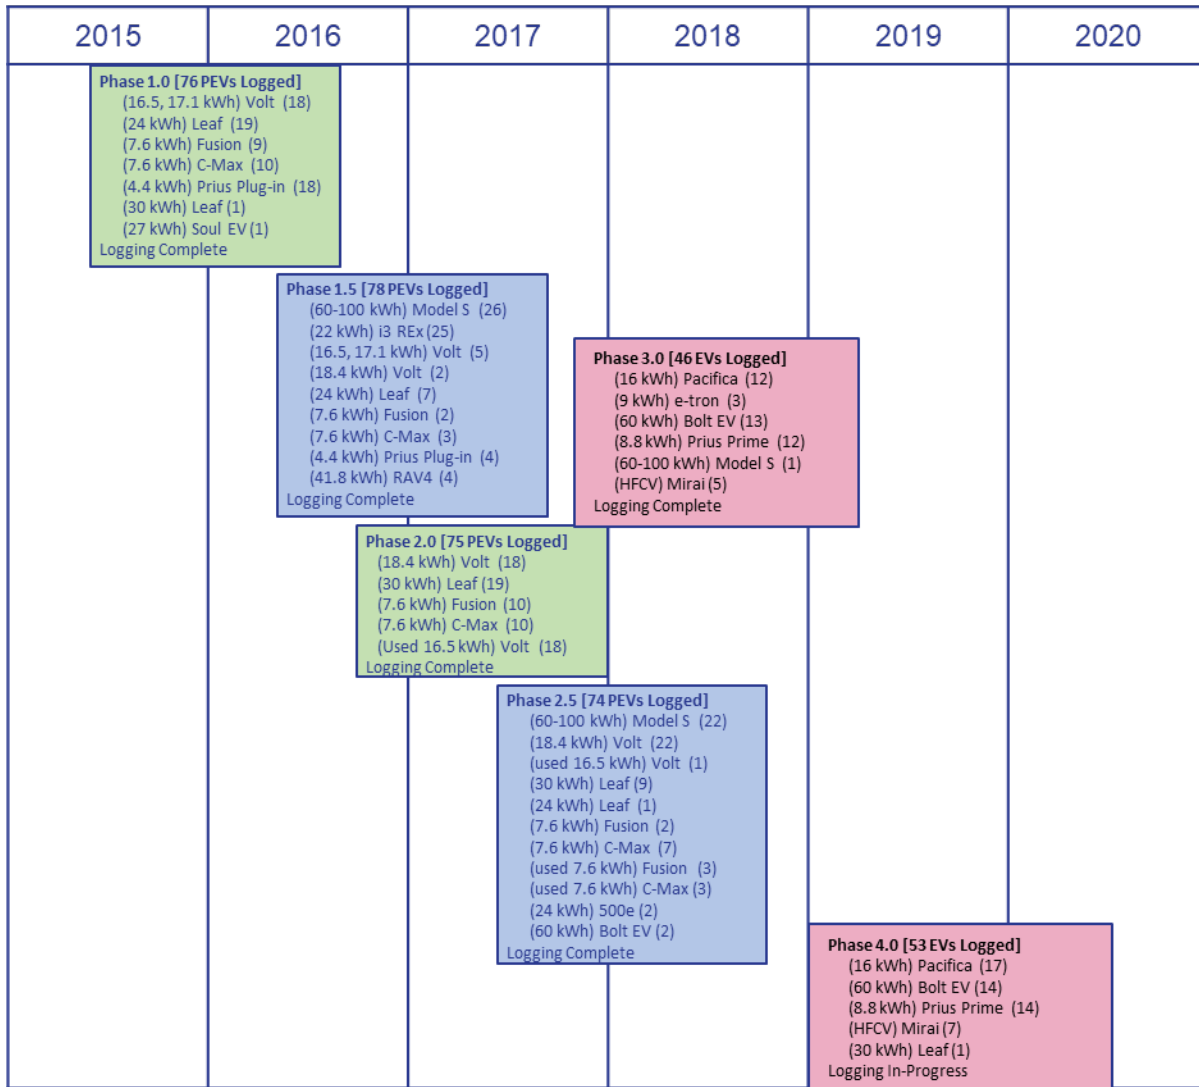 2015 2016 2017 2018 2019 2020
Phase 1.0 [76 PEVs Logged]
(16.5, 17.1 kWh) Volt (18)
(24 kWh) Leaf (19)
(7.6 kWh) Fusion (9)
(7.6 kWh) C-Max (10)
(4.4 kWh) Prius Plug-in (18)
(30 kWh) Leaf (1)
(27 kWh) Soul EV (1)
Logging Complete
Phase 1.5 [78 PEVs Logged]
(60-100 kWh) Model S (26)
(22 kWh) i3 REx (25)
(16.5, 17.1 kWh) Volt (5)
(18.4 kWh) Volt (2)
(24 kWh) Leaf (7)
(7.6 kWh) Fusion (2)
(7.6 kWh) C-Max (3)
(4.4 kWh) Prius Plug-in (4)
(41.8 kWh) RAV4 (4)
Logging Complete
Phase 3.0 [46 EVs Logged]
(16 kWh) Pacifica (12)
(9 kWh) e-tron (3)
(60 kWh) Bolt EV (13)
(8.8 kWh) Prius Prime (12)
(60-100 kWh) Model S (1)
(HFCV) Mirai (5)
Logging Complete
Phase 2.0 [75 PEVs Logged]
(18.4 kWh) Volt (18)
(30 kWh) Leaf (19)
(7.6 kWh) Fusion (10)
(7.6 kWh) C-Max (10)
(Used 16.5 kWh) Volt (18)
Logging Complete
Phase 2.5 [74 PEVs Logged]
(60-100 kWh) Model S (22)
(18.4 kWh) Volt (22)
(used 16.5 kWh) Volt (1)
(30 kWh) Leaf (9)
(24 kWh) Leaf (1)
(7.6 kWh) Fusion (2)
(7.6 kWh) C-Max (7)
(used 7.6 kWh) Fusion (3)
(used 7.6 kWh) C-Max (3)
(24 kWh) 500e (2)
(60 kWh) Bolt EV (2)
Logging Complete
Phase 4.0 [53 EVs Logged]
(16 kWh) Pacifica (17)
(60 kWh) Bolt EV (14)
(8.8 kWh) Prius Prime (14)
(HFCV) Mirai (7)
(30 kWh) Leaf (1)
Logging In-Progress